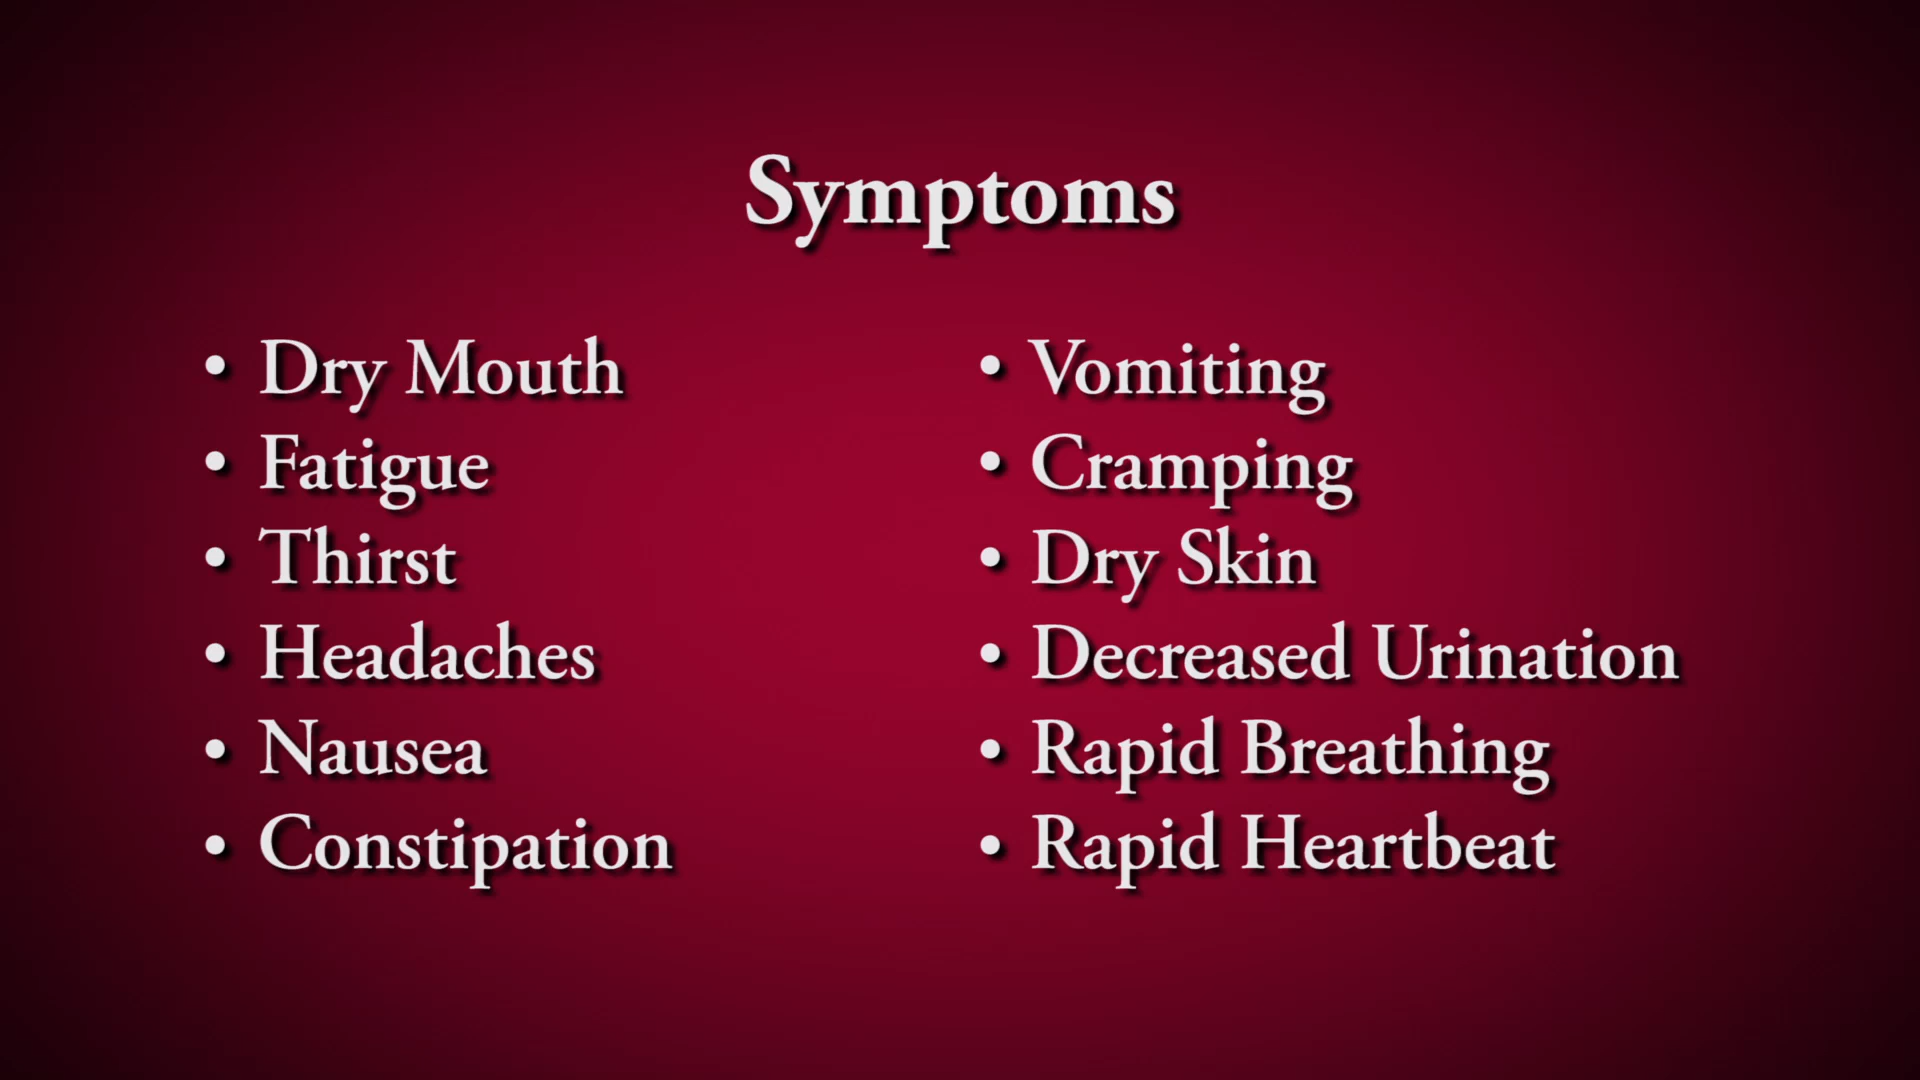 Symptoms
• Dry Mouth
• Fatigue
• Thirst
• Headaches
• Nausea
• Constipation
• Vomiting
• Cramping
• Dry Skin
• Decreased Urination
• Rapid Breathing
• Rapid Heartbeat